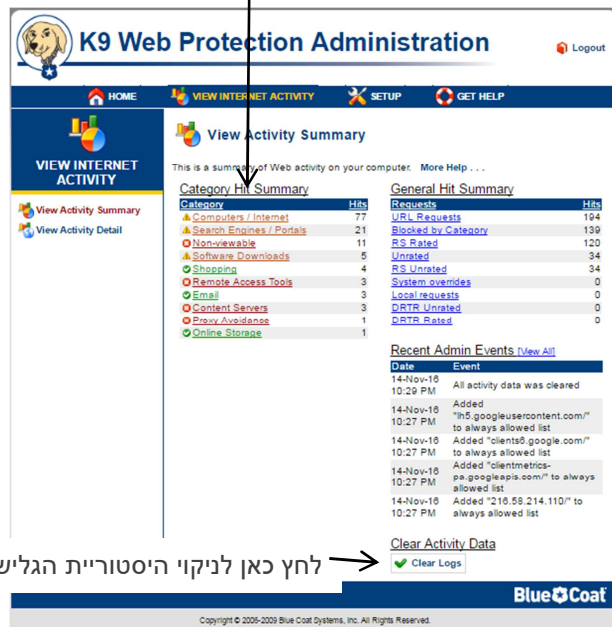 K9 Web Protection Administration
Logout
HOME
VIEW INTERNET ACTIVITY
SETUP
GET HELP
VIEW INTERNET
ACTIVITY
View Activity Summary
View Activity Detail
View Activity Summary
This is a summary of Web activity on your computer. More Help . . .
Category Hit Summary
Category Hits
Computers / Internet 77
Search Engines / Portals 21
Non-viewable 11
Software Downloads 5
Shopping 4
Remote Access Tools 3
Email 3
Content Servers 3
Proxy Avoidance 1
Online Storage 1
General Hit Summary
Requests Hits
URL Requests 194
Blocked by Category 139
RS Rated 120
Unrated 34
RS Unrated 34
System overrides 0
Local requests 0
DRTR Unrated 0
DRTR Rated 0
Recent Admin Events [View All]
Date Event
14-Nov-16 10:29 PM All activity data was cleared
14-Nov-16 10:27 PM Added
"lh5.googleusercontent.com/"
to always allowed list
14-Nov-16 10:27 PM Added "clients6.google.com/"
to always allowed list
14-Nov-16 10:27 PM Added "clientmetrics-
pa.googleapis.com/" to always
allowed list
14-Nov-16 10:27 PM Added "216.58.214.110/" to
always allowed list
Clear Activity Data
Clear Logs
לחץ כאן לניקוי היסטוריית הגליש
Blue Coat
Copyright © 2006-2009 Blue Coat Systems, Inc. All Rights Reserved.